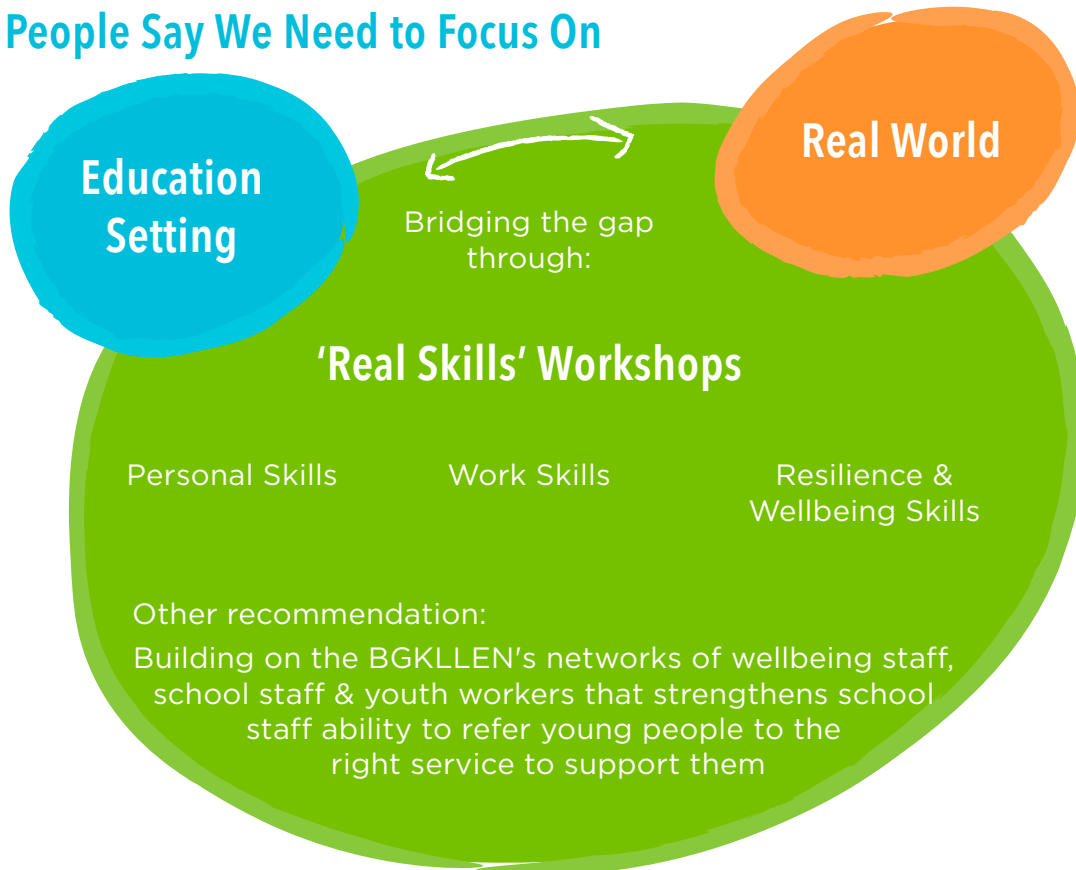 People Say We Need to Focus On
Education
Setting
Real World
Bridging the gap
through:
‘Real Skills’ Workshops
Personal Skills
Work Skills
Resilience &
Wellbeing Skills
Other recommendation:
Building on the BGKLLEN's networks of wellbeing staff,
school staff & youth workers that strengthens school
staff ability to refer young people to the
right service to support them